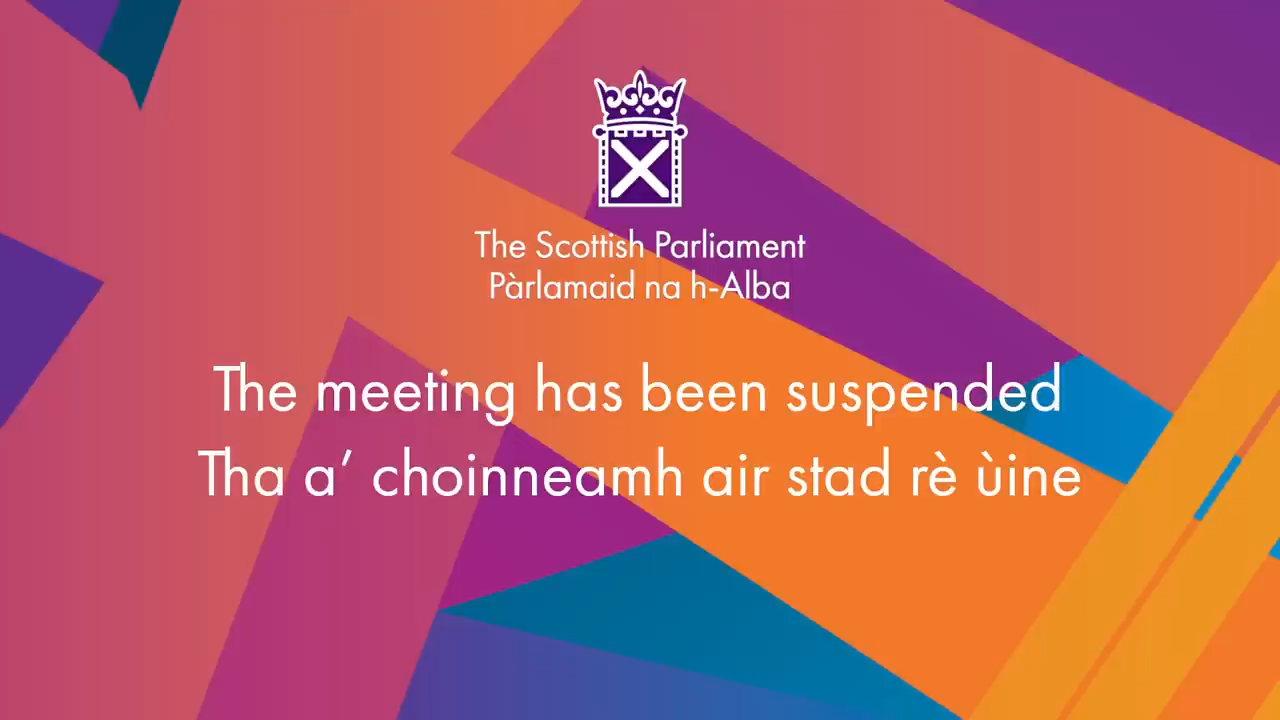 The Scottish Parliament
Pàrlamaid na h-Alba
The meeting has been suspended
Tha a’ choinneamh air stad rè ùine